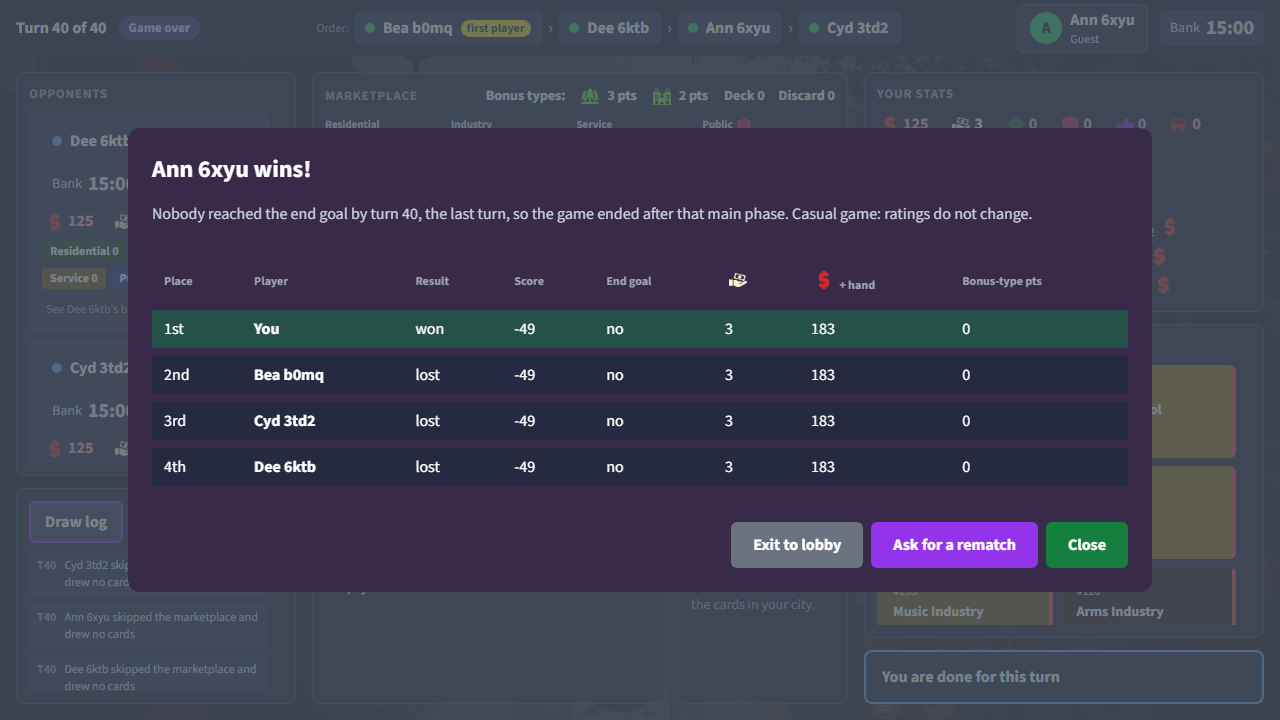 Turn 40 of 40 Game over Order: Bea b0mq first player › Dee 6ktb › Ann 6xyu › Cyd 3td2 A Ann 6xyu Guest Bank 15:00
OPPONENTS
Dee 6ktb
Bank 15:00
125
Residential 0
Service 0
See Dee 6ktb's
Cyd 3td2
Bank 15:00
125
Draw log
T40 Cyd 3td2
drew no
T40 Ann 6xyu skipped the marketplace and
drew no cards
T40 Dee 6ktb skipped the marketplace and
drew no cards
MARKETPLACE Bonus types: 3 pts 2 pts Deck 0 Discard 0
Residential Industry Service Public
YOUR STATS
125 3 0 0 0 0
Ann 6xyu wins!
Nobody reached the end goal by turn 40, the last turn, so the game ended after that main phase. Casual game: ratings do not change.
Place Player Result Score End goal + hand Bonus-type pts
1st You won -49 no 3 183 0
2nd Bea b0mq lost -49 no 3 183 0
3rd Cyd 3td2 lost -49 no 3 183 0
4th Dee 6ktb lost -49 no 3 183 0
Exit to lobby Ask for a rematch Close
the cards in your city.
Music Industry Arms Industry
You are done for this turn